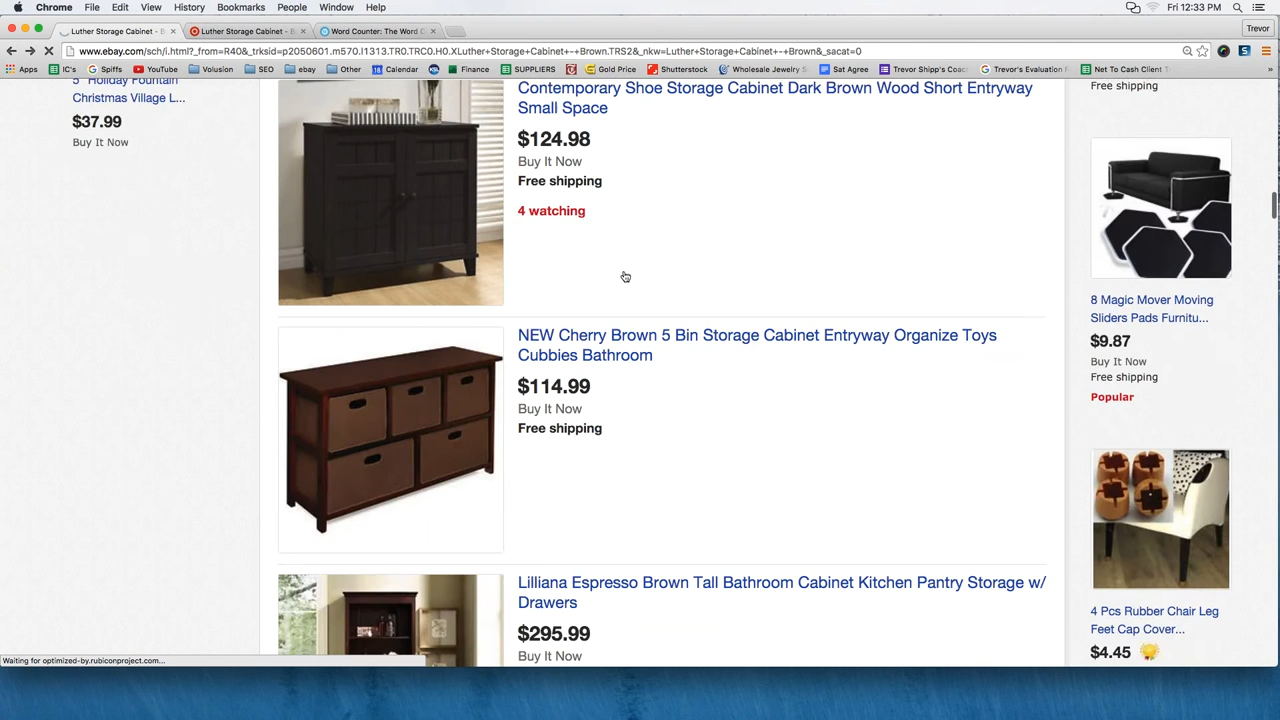 Chrome File Edit View History Bookmarks People Window Help Fri 12:33 PM
Luther Storage Cabinet - B Luther Storage Cabinet - B Word Counter: The Word C Trevor
www.ebay.com/sch/i.html?_from=R40&_trksid=p2050601.m570.l1313.TR0.TRC0.H0.XLuther+Storage+Cabinet+-+Brown.TRS2&_nkw=Luther+Storage+Cabinet+-+Brown&_sacat=0
Apps IC's Spiffs YouTube Volusion SEO ebay Other Calendar Finance SUPPLIERS Gold Price Shutterstock Wholesale Jewelry S Sat Agree Trevor Shipp's Coac Trevor's Evaluation F Net To Cash Client T
5" Holiday Fountain
Christmas Village L...
$37.99
Buy It Now
Contemporary Shoe Storage Cabinet Dark Brown Wood Short Entryway
Small Space
$124.98
Buy It Now
Free shipping
4 watching
NEW Cherry Brown 5 Bin Storage Cabinet Entryway Organize Toys
Cubbies Bathroom
$114.99
Buy It Now
Free shipping
Lilliana Espresso Brown Tall Bathroom Cabinet Kitchen Pantry Storage w/
Drawers
$295.99
Buy It Now
Free shipping
8 Magic Mover Moving
Sliders Pads Furnitu...
$9.87
Buy It Now
Free shipping
Popular
4 Pcs Rubber Chair Leg
Feet Cap Cover...
$4.45
Waiting for optimized-by.rubiconproject.com...